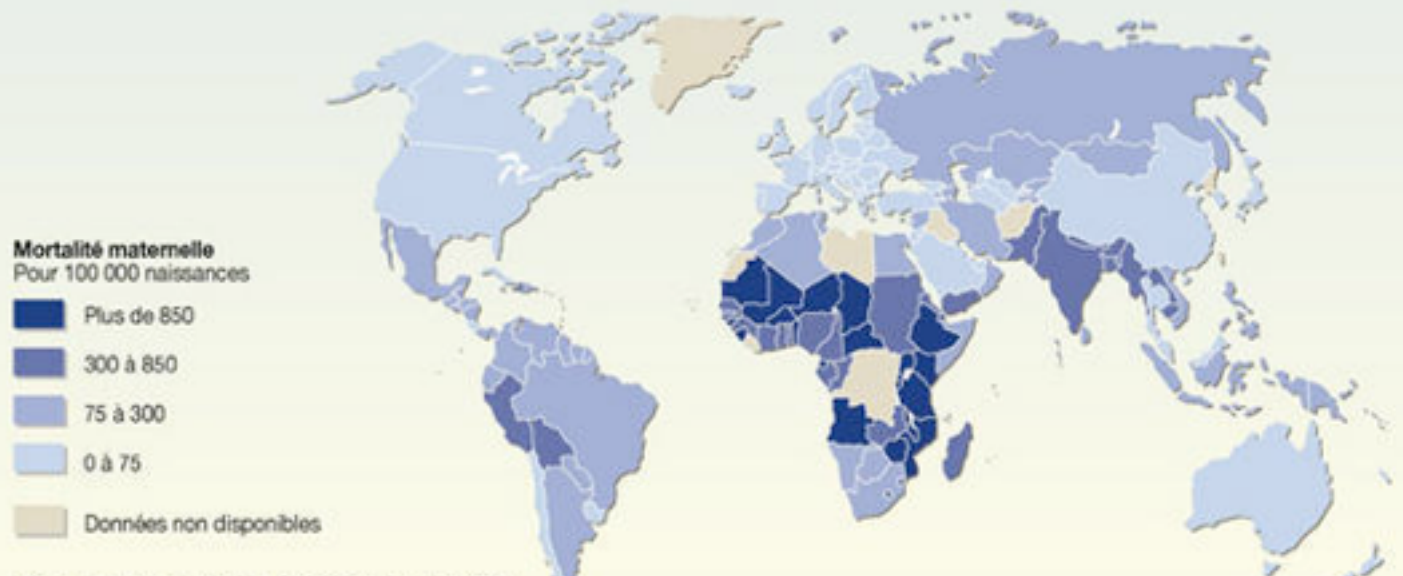 Mortalité maternelle
Pour 100 000 naissances
Plus de 850
300 à 850
75 à 300
0 à 75
Données non disponibles